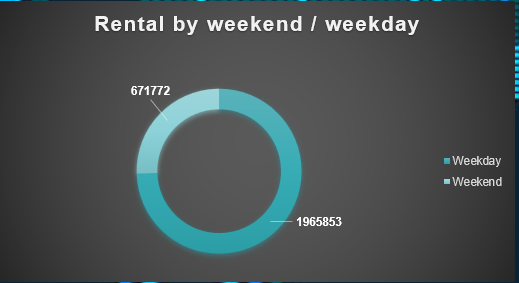 Rental by weekend / weekday
671772
Weekday
Weekend
1965853